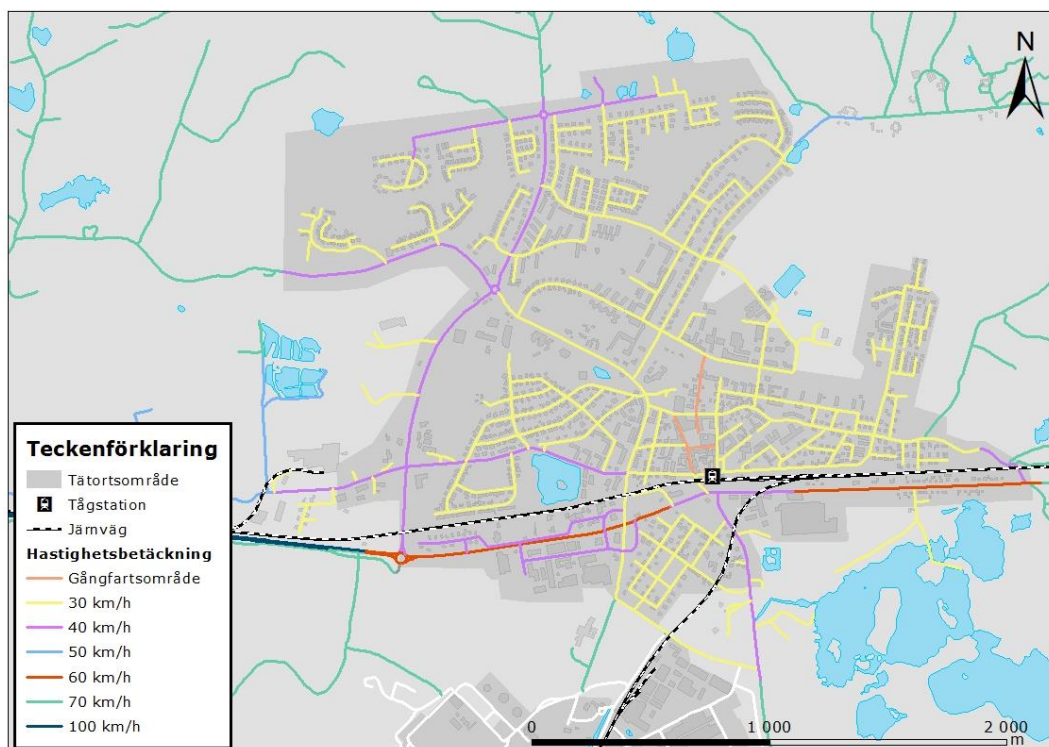 N
Teckenförklaring
Tätortsområde
Tågstation
Järnväg
Hastighetsbetäckning
Gångfartsområde
30 km/h
40 km/h
50 km/h
60 km/h
70 km/h
100 km/h
0 1 000 2 000
m